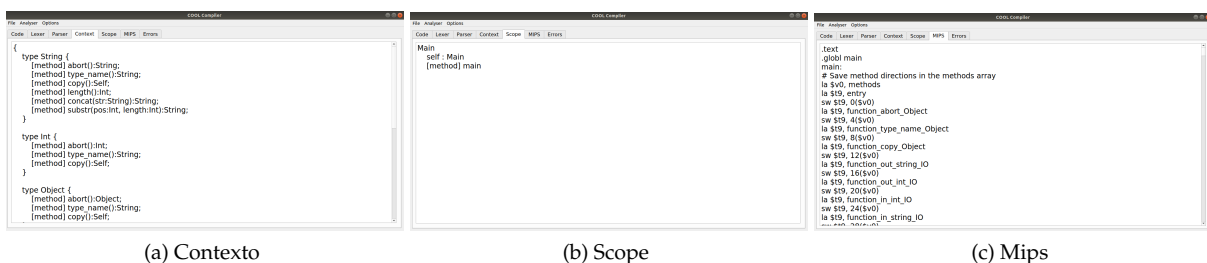 COOL Compiler
File Analyser Options
Code Lexer Parser Context Scope MIPS Errors
{
type String {
[method] abort():String;
[method] type_name():String;
[method] copy():Self;
[method] length():Int;
[method] concat(str:String):String;
[method] substr(pos:Int, length:Int):String;
}
type Int {
[method] abort():Int;
[method] type_name():String;
[method] copy():Self;
}
type Object {
[method] abort():Object;
[method] type_name():String;
[method] copy():Self;
(a) Contexto
COOL Compiler
File Analyser Options
Code Lexer Parser Context Scope MIPS Errors
Main
self : Main
[method] main
(b) Scope
COOL Compiler
File Analyser Options
Code Lexer Parser Context Scope MIPS Errors
.text
.globl main
main:
# Save method directions in the methods array
la $v0, methods
la $t9, entry
sw $t9, 0($v0)
la $t9, function_abort_Object
sw $t9, 4($v0)
la $t9, function_type_name_Object
sw $t9, 8($v0)
la $t9, function_copy_Object
sw $t9, 12($v0)
la $t9, function_out_string_IO
sw $t9, 16($v0)
la $t9, function_out_int_IO
sw $t9, 20($v0)
la $t9, function_in_int_IO
sw $t9, 24($v0)
la $t9, function_in_string_IO
sw $t9, 28($v0)
(c) Mips